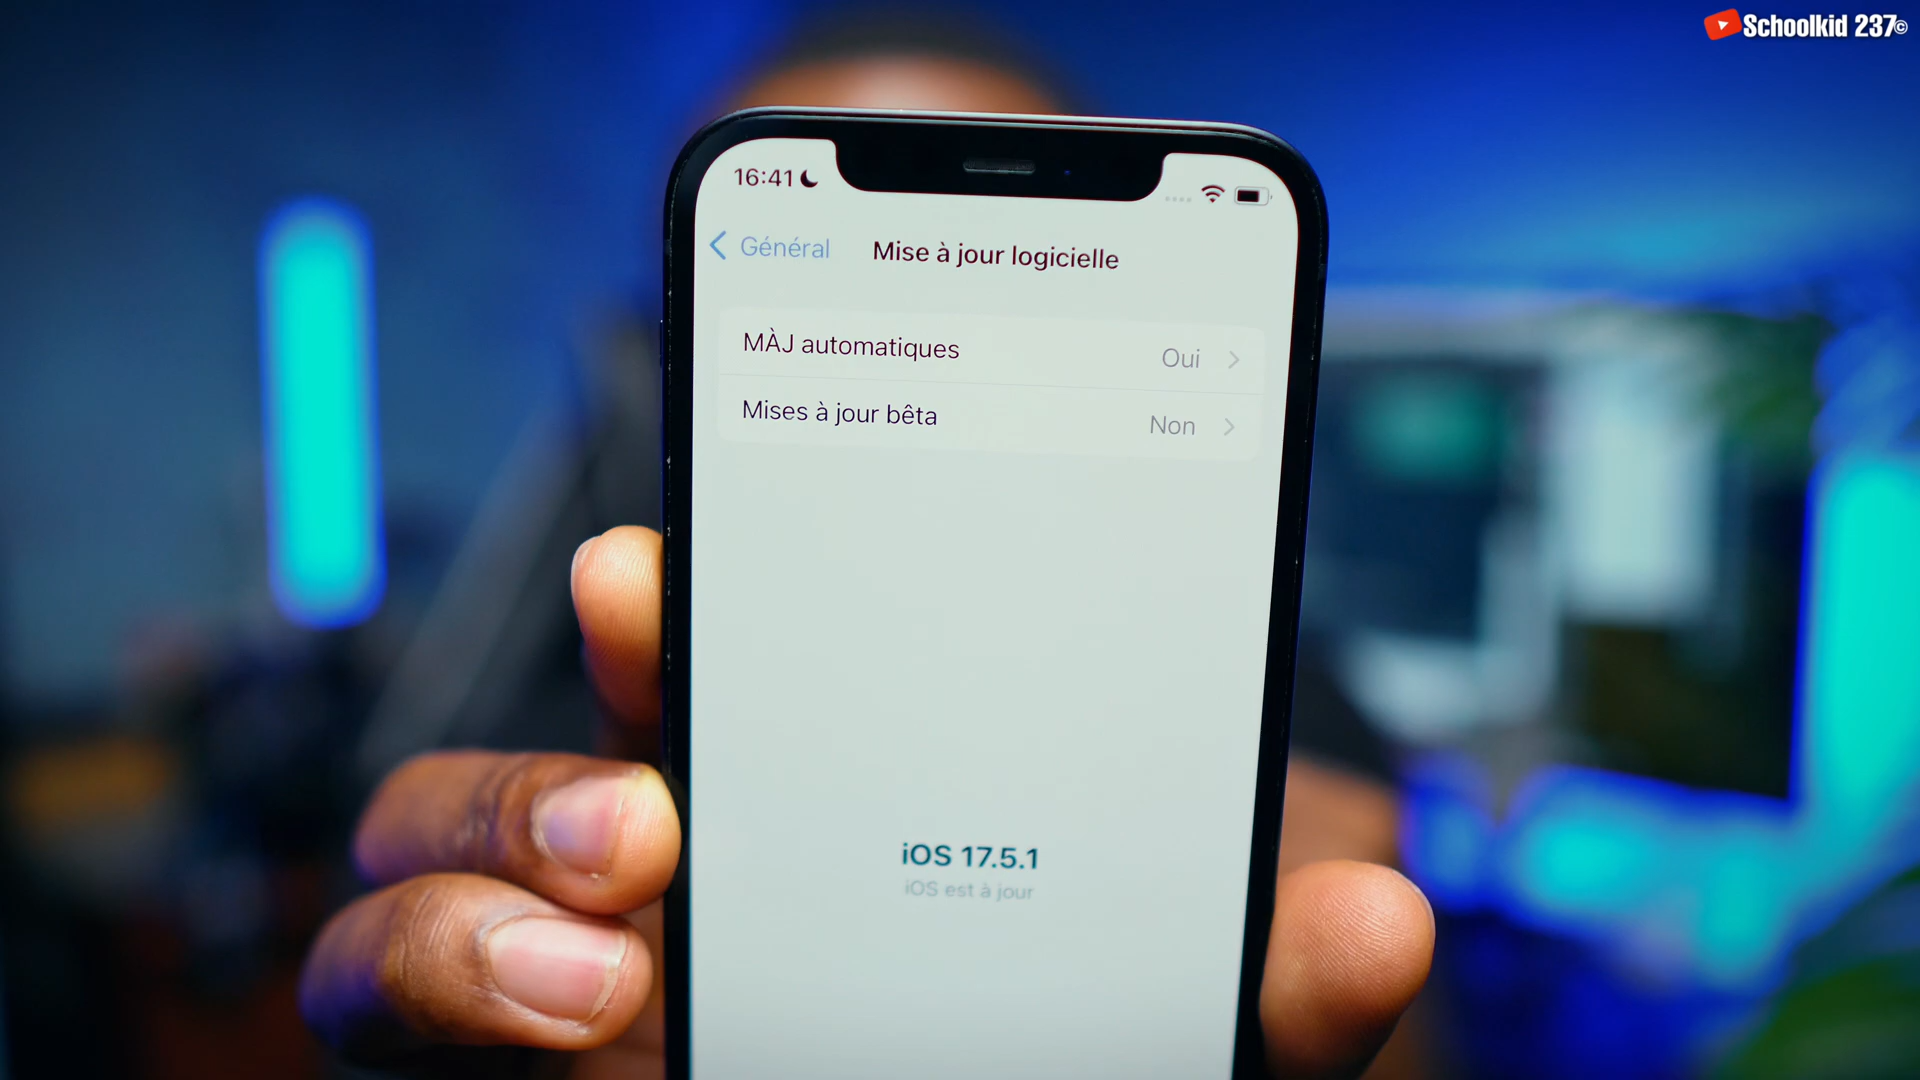 Schoolkid 237©
16:41
Général
Mise à jour logicielle
MÀJ automatiques Oui
Mises à jour bêta Non
iOS 17.5.1
iOS est à jour